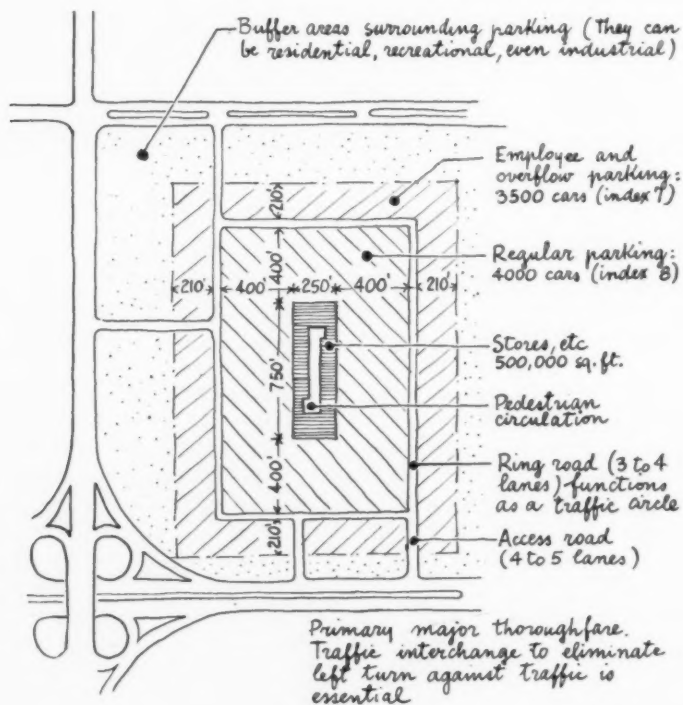 Buffer areas surrounding parking (They can
be residential, recreational, even industrial)
Employee and
overflow parking:
3500 cars (index 7)
Regular parking:
4000 cars (index 8)
Stores, etc
500,000 sq. ft.
Pedestrian
circulation
Ring road (3 to 4
lanes) functions
as a traffic circle
Access road
(4 to 5 lanes)
210'
400'
210'
400'
250'
400'
210'
750'
400'
210'
Primary major thoroughfare.
Traffic interchange to eliminate
left turn against traffic is
essential